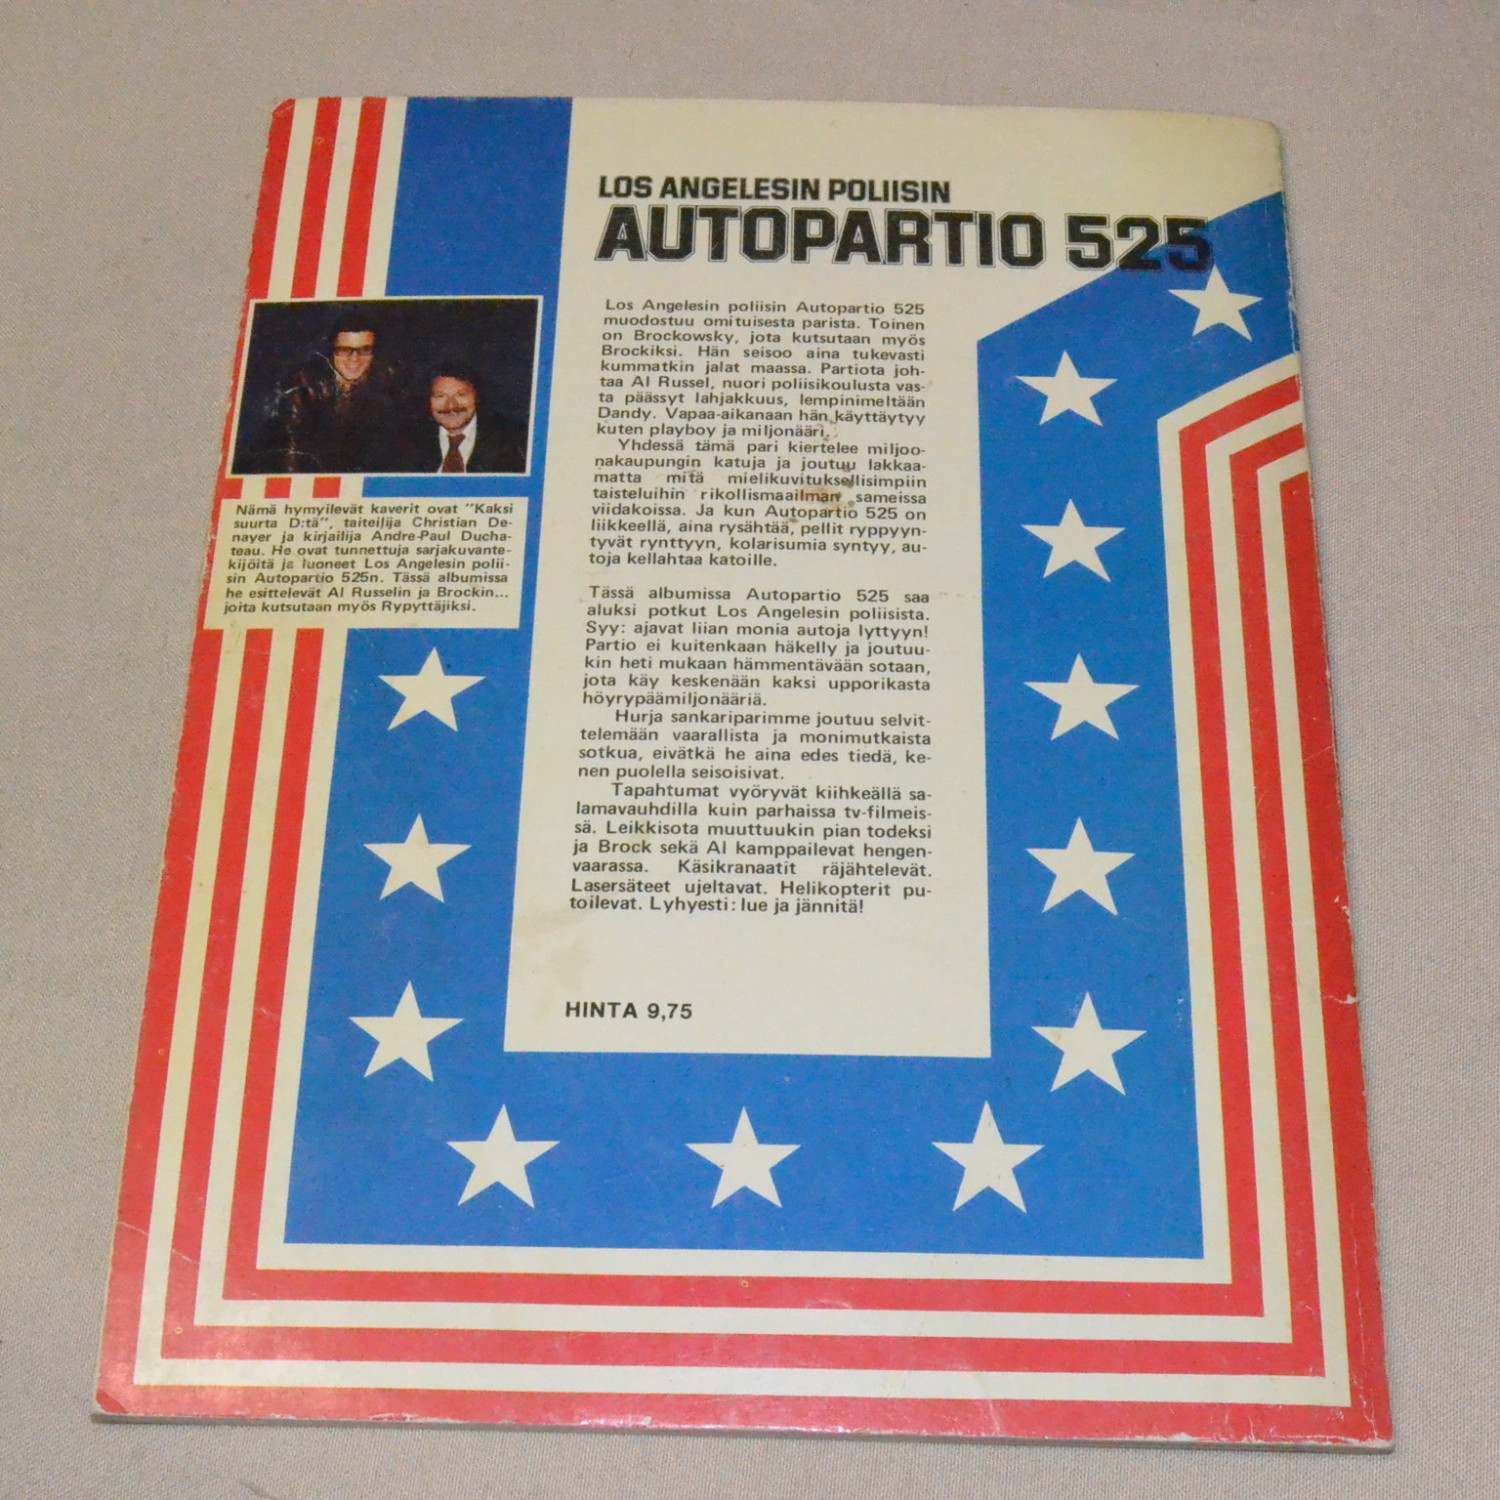 LOS ANGELESIN POLIISIN
AUTOPARTIO 525
Los Angelesin poliisin Autopartio 525
muodostuu omituisesta parista. Toinen
on Brockowsky, jota kutsutaan myös
Brockiksi. Hän seisoo aina tukevasti
kummatkin jalat maassa. Partiota joh-
taa Al Russel, nuori poliisikoulusta vas-
ta päässyt lahjakkuus, lempinimeltään
Dandy. Vapaa-aikanaan hän käyttäytyy
kuten playboy ja miljonääri.
Yhdessä tämä pari kiertelee miljoo-
nakaupungin katuja ja joutuu lakkaa-
matta mitä mielikuvituksellisimpiin
taisteluihin rikollismaailman sameissa
viidakoissa. Ja kun Autopartio 525 on
liikkeellä, aina rysähtää, pellit ryppyyn-
tyvät rynttyyn, kolarisumia syntyy, au-
toja kellahtaa katoille.
Tässä albumissa Autopartio 525 saa
aluksi potkut Los Angelesin poliisista.
Syy: ajavat liian monia autoja lyttyyn!
Partio ei kuitenkaan häkelly ja joutuu-
kin heti mukaan hämmentävään sotaan,
jota käy keskenään kaksi upporikasta
höyrypäämiljonääriä.
Hurja sankariparimme joutuu selvit-
telemään vaarallista ja monimutkaista
sotkua, eivätkä he aina edes tiedä, ke-
nen puolella seisoisivat.
Tapahtumat vyöryvät kiihkeällä sa-
lamavauhdilla kuin parhaissa tv-filmeis-
sä. Leikkisota muuttuukin pian todeksi
ja Brock sekä Al kamppailevat hengen-
vaarassa. Käsikranaatit räjähtelevät.
Lasersäteet ujeltavat. Helikopterit pu-
toilevat. Lyhyesti: lue ja jännitä!
HINTA 9,75
Nämä hymyilevät kaverit ovat "Kaksi
suurta D:tä", taiteilija Christian De-
nayer ja kirjailija Andre-Paul Ducha-
teau. He ovat tunnettuja sarjakuvante-
kijöitä ja luoneet Los Angelesin polii-
sin Autopartio 525n. Tässä albumissa
he esittelevät Al Russelin ja Brockin...
joita kutsutaan myös Rypyttäjiksi.